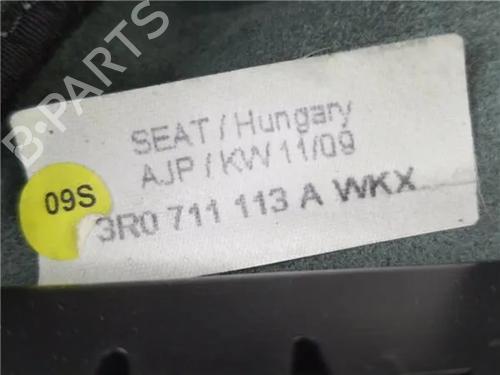 B-PARTS
SEAT / Hungary
AJP / KW 11/09
09S
3R0 711 113 A WKX